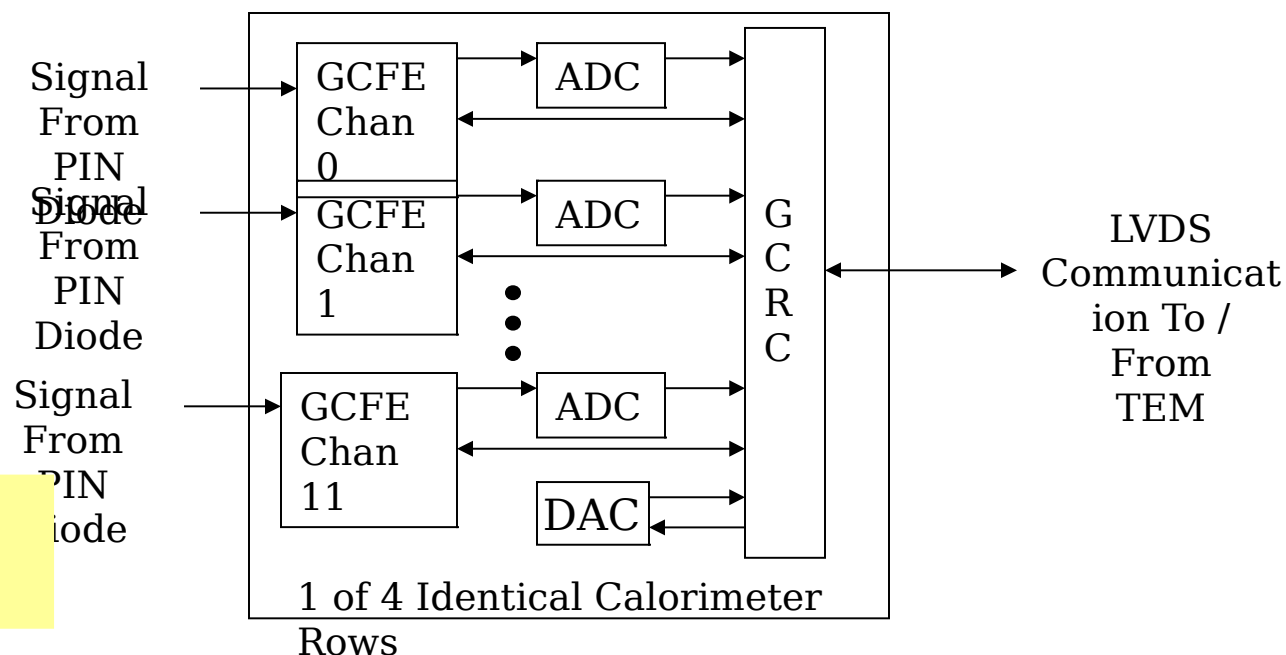 Signal
From
PIN
Diode
GCFE
Chan
0
ADC
Signal
From
PIN
Diode
GCFE
Chan
1
ADC
Signal
From
PIN
iode
GCFE
Chan
11
ADC
DAC
G
C
R
C
LVDS
Communicat
ion To /
From
TEM
1 of 4 Identical Calorimeter
Rows